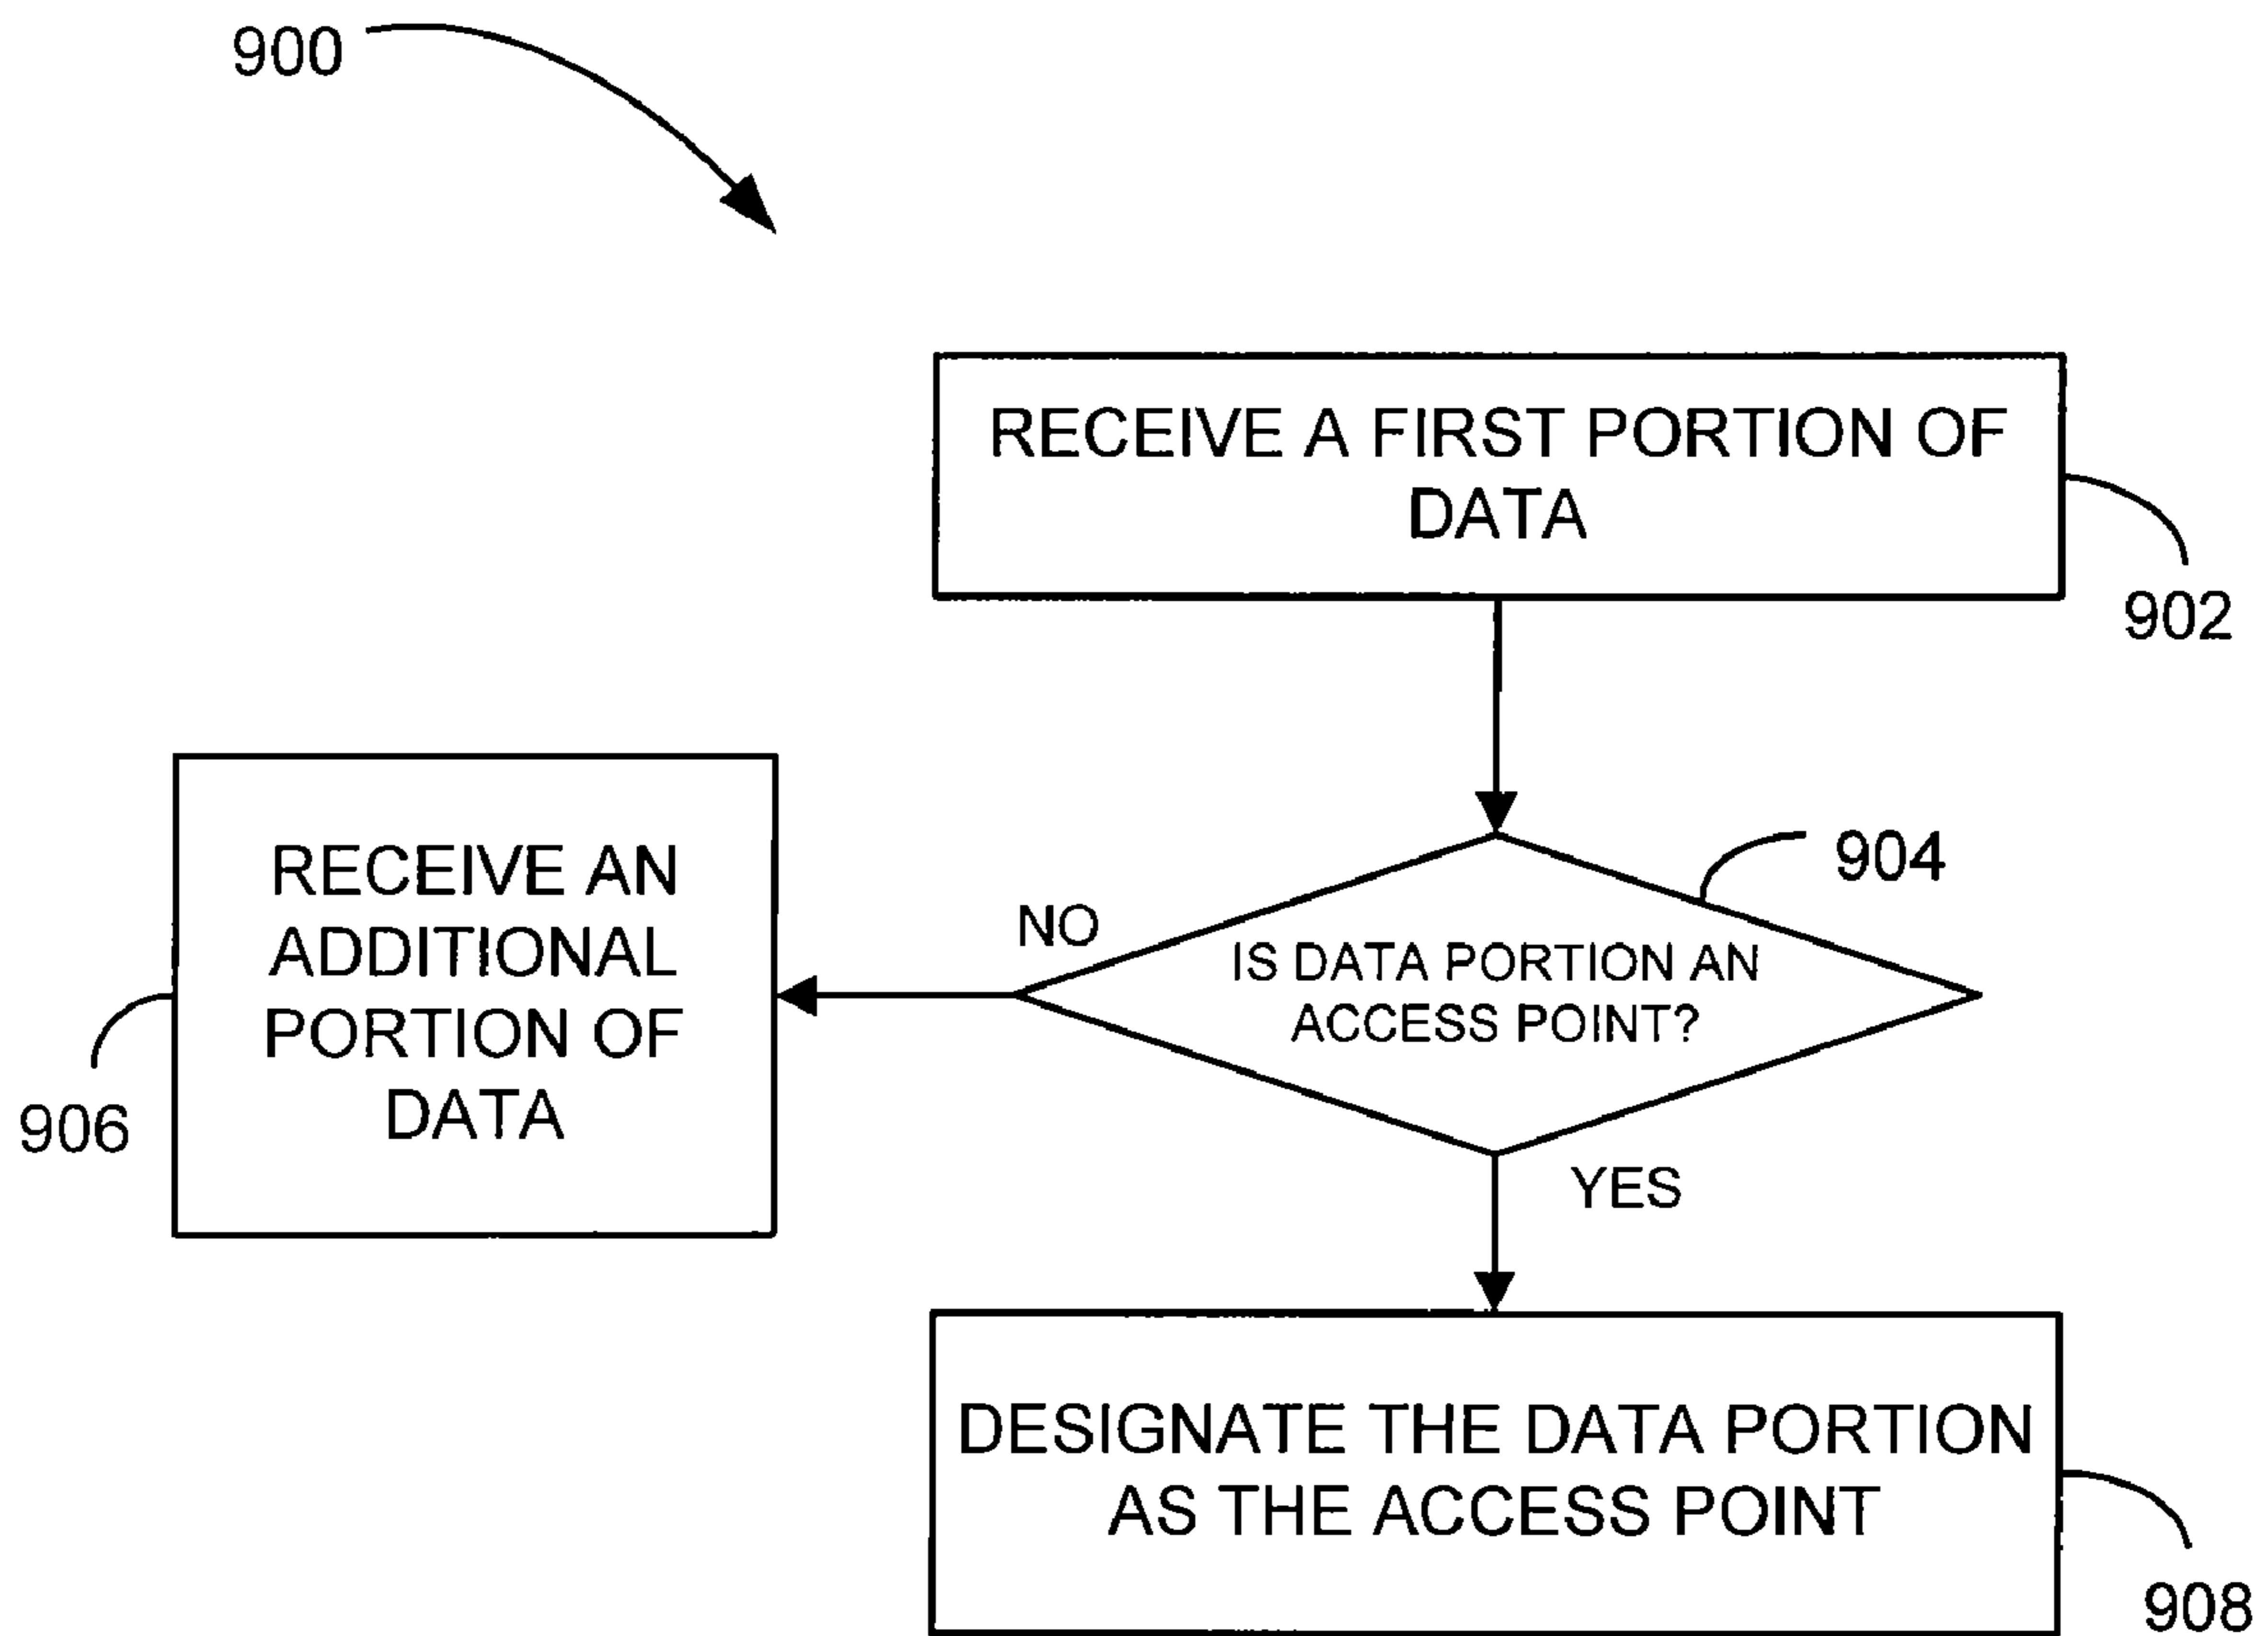 900
RECEIVE A FIRST PORTION OF
DATA
902
904
NO
IS DATA PORTION AN
ACCESS POINT?
RECEIVE AN
ADDITIONAL
PORTION OF
DATA
906
YES
DESIGNATE THE DATA PORTION
AS THE ACCESS POINT
908